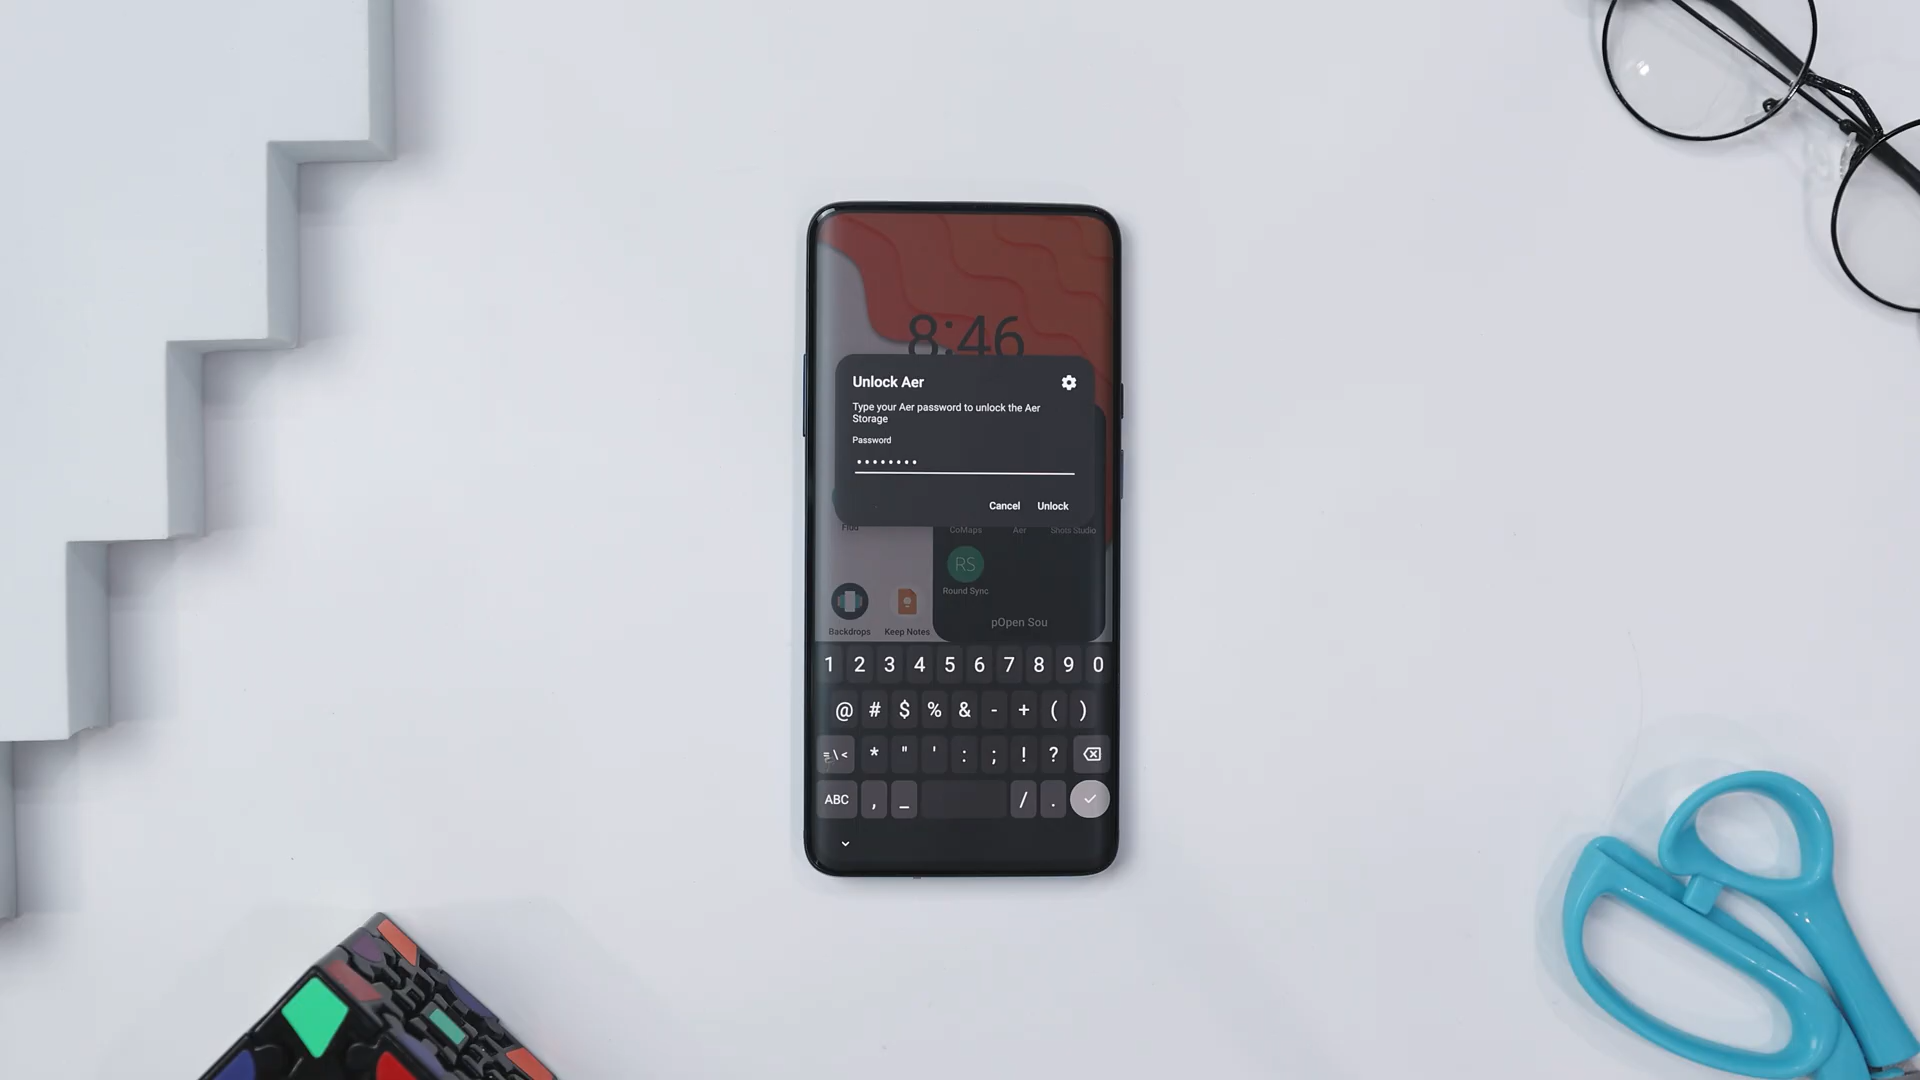 8:46
Unlock Aer
Type your Aer password to unlock the Aer
Storage
Password
••••••••
Cancel Unlock
CoMaps Aer Shots Studio
RS
Round Sync
Backdrops Keep Notes
pOpen Sou
1 2 3 4 5 6 7 8 9 0
@ # $ % & - + ( )
= \ < * " ' : ; ! ?
ABC , _ / .